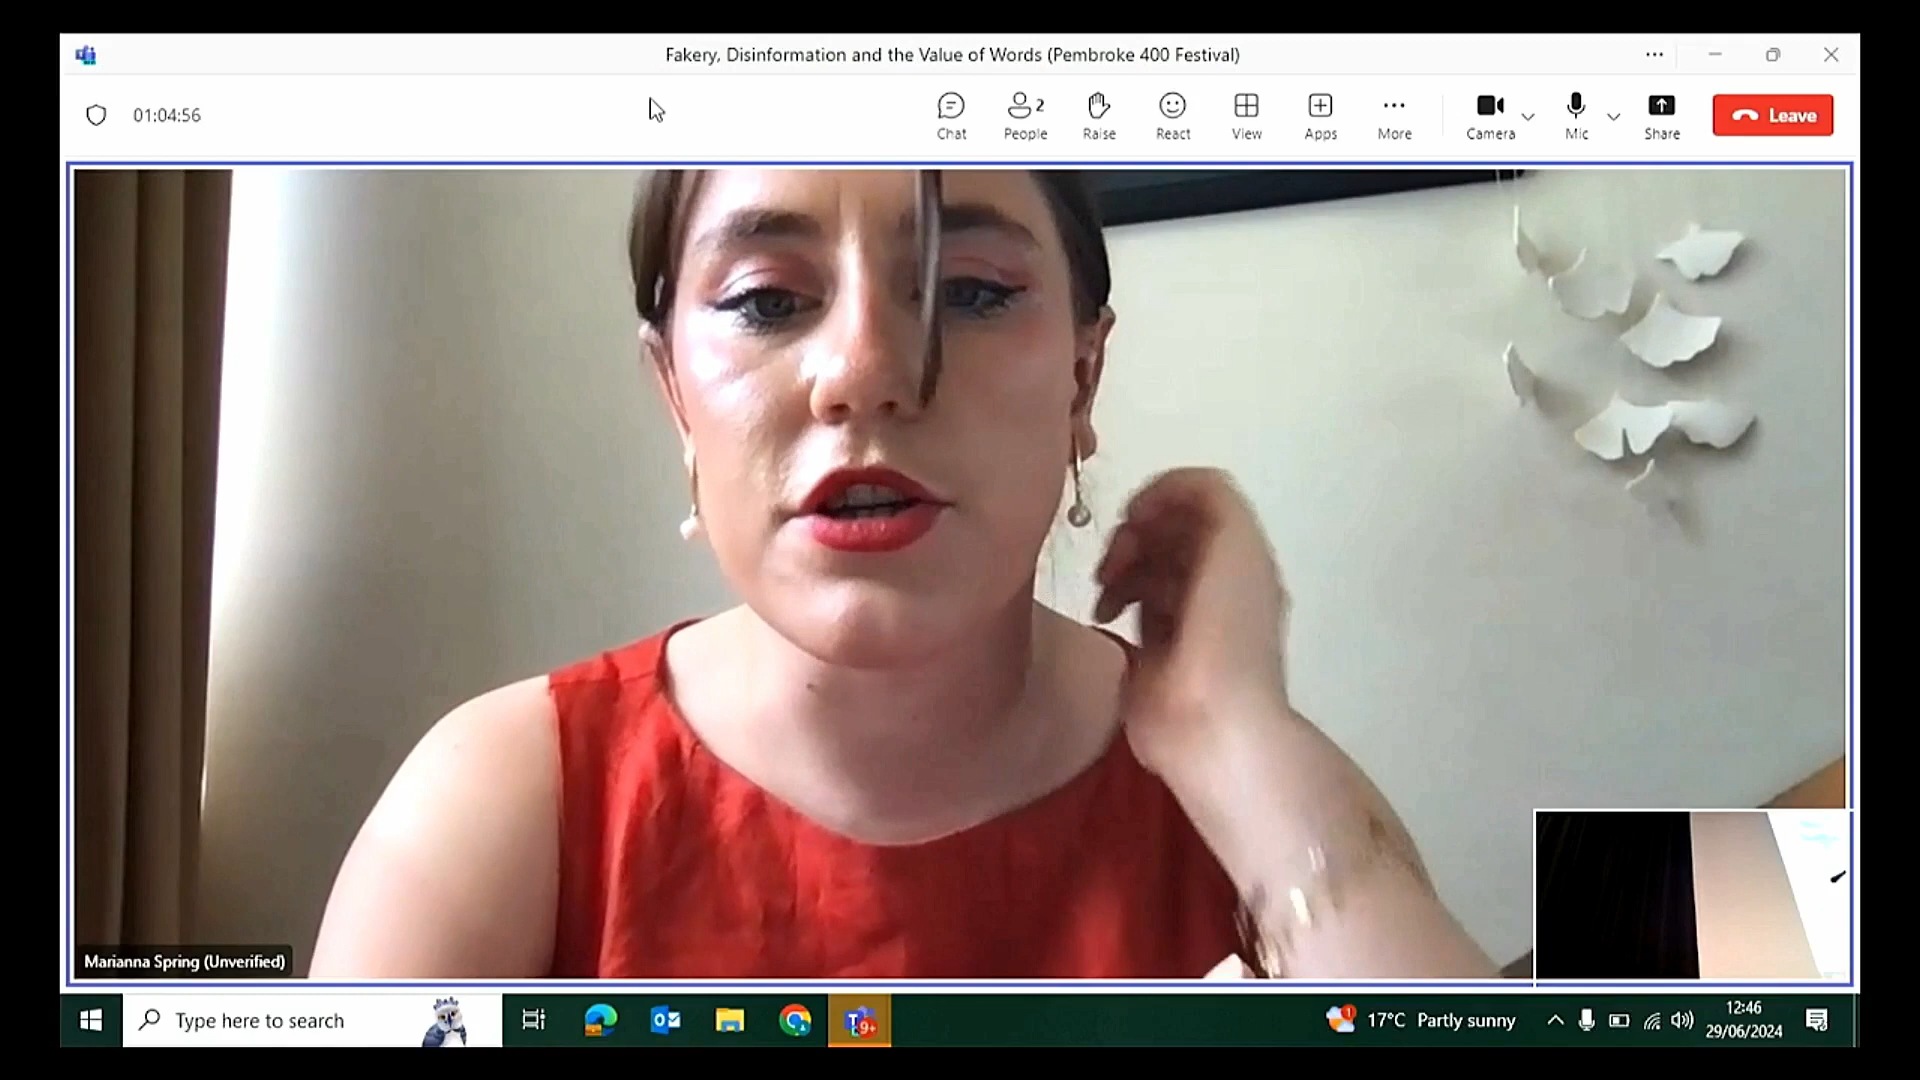 Fakery, Disinformation and the Value of Words (Pembroke 400 Festival)
01:04:56
Chat
2
People
Raise
React
View
Apps
More
Camera
Mic
Share
Leave
Marianna Spring (Unverified)
Type here to search
9+
1
17°C Partly sunny
12:46
29/06/2024